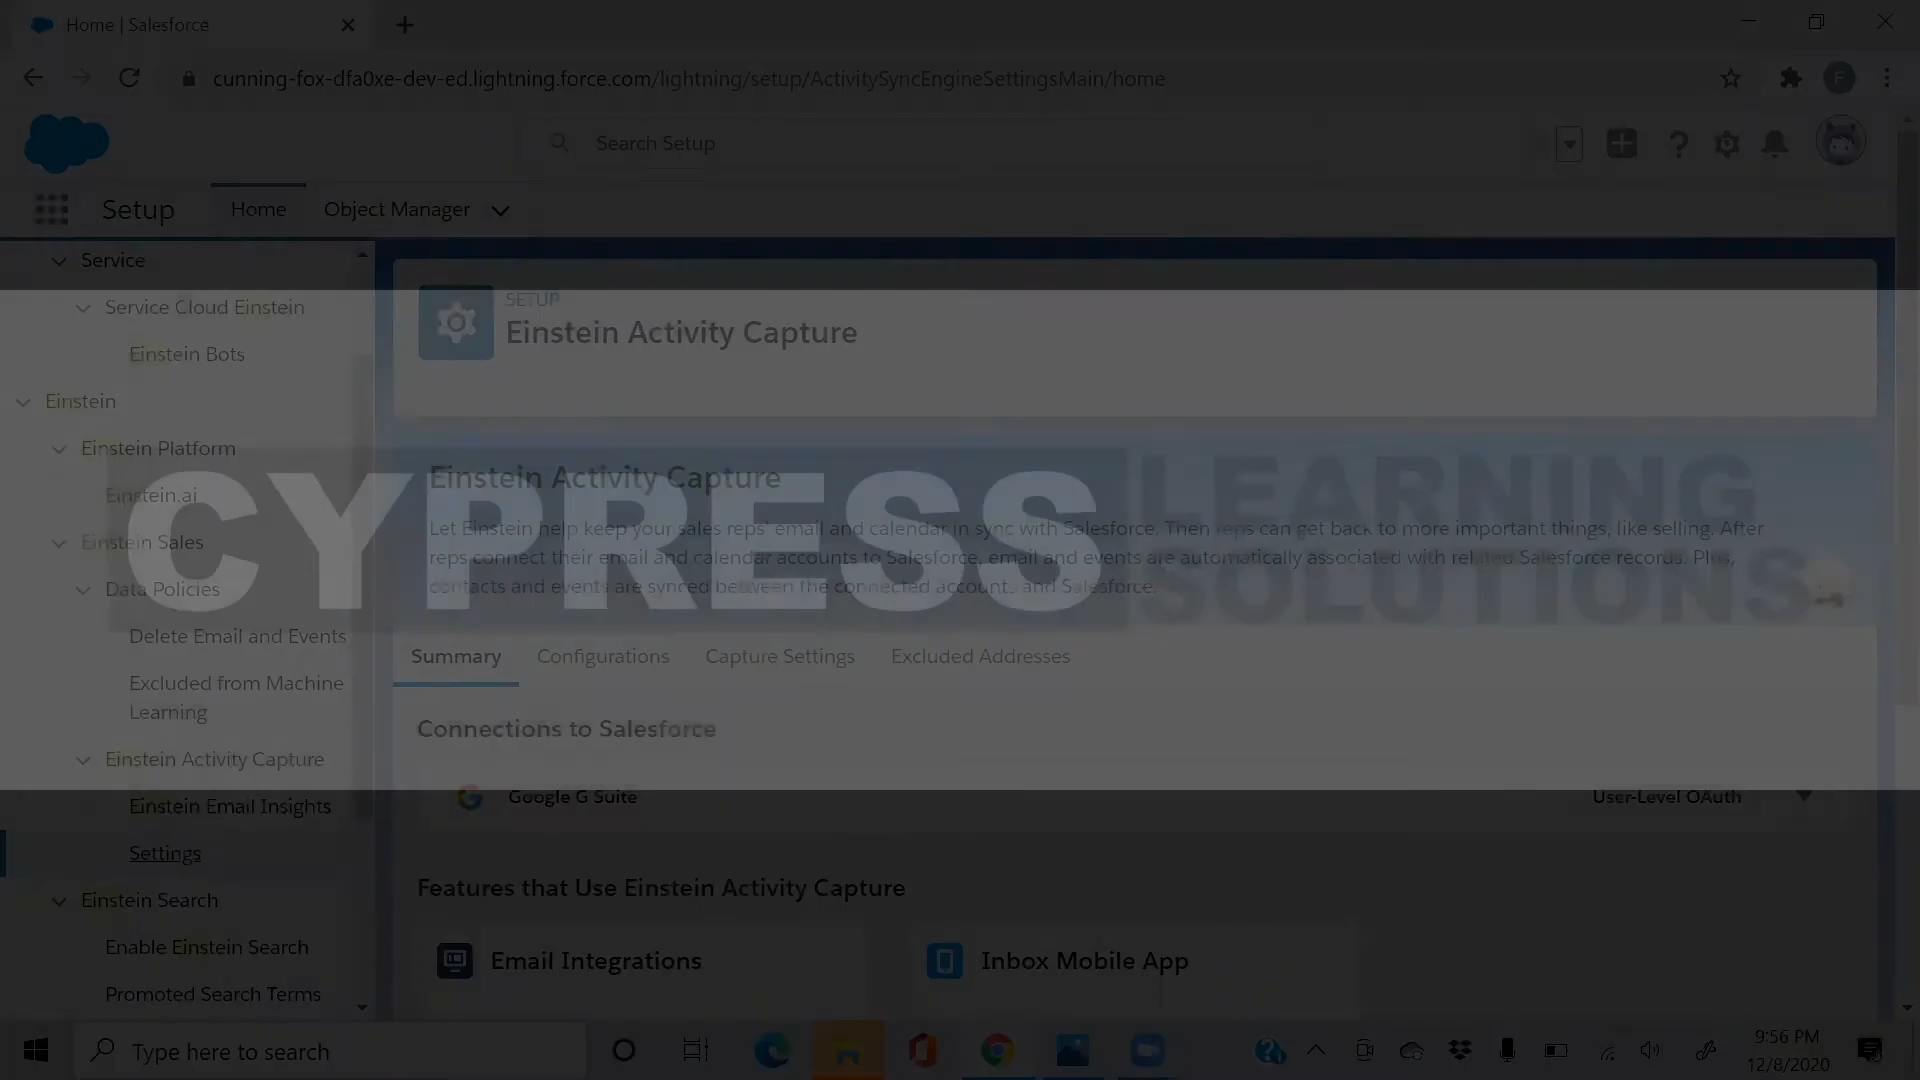 Home | Salesforce
cunning-fox-dfa0xe-dev-ed.lightning.force.com/lightning/setup/ActivitySyncEngineSettingsMain/home
F
Search Setup
Setup
Home
Object Manager
Service
Service Cloud Einstein
Einstein Bots
Einstein
Einstein Platform
Einstein.ai
Einstein Sales
Data Policies
Delete Email and Events
Excluded from Machine
Learning
Einstein Activity Capture
Einstein Email Insights
Settings
Einstein Search
Enable Einstein Search
Promoted Search Terms
SETUP
Einstein Activity Capture
Einstein Activity Capture
Let Einstein help keep your sales reps' email and calendar in sync with Salesforce. Then reps can get back to more important things, like selling. After
reps connect their email and calendar accounts to Salesforce, email and events are automatically associated with related Salesforce records. Plus,
contacts and events are synced between the connected accounts and Salesforce.
CYPRESS
LEARNING
SOLUTIONS
Summary
Configurations
Capture Settings
Excluded Addresses
Connections to Salesforce
Google G Suite
User-Level OAuth
Features that Use Einstein Activity Capture
Email Integrations
Inbox Mobile App
Type here to search
9:56 PM
12/8/2020